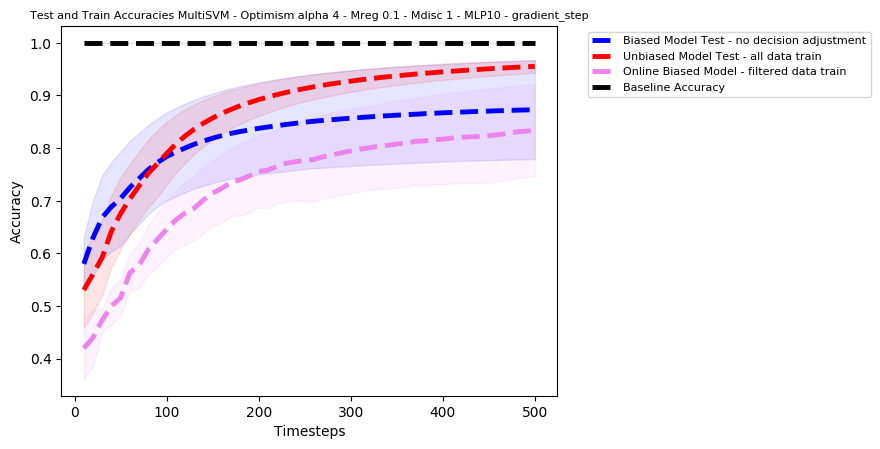 Test and Train Accuracies MultiSVM - Optimism alpha 4 - Mreg 0.1 - Mdisc 1 - MLP10 - gradient_step
Biased Model Test - no decision adjustment
Unbiased Model Test - all data train
Online Biased Model - filtered data train
Baseline Accuracy
Accuracy
1.0
0.9
0.8
0.7
0.6
0.5
0.4
0 100 200 300 400 500
Timesteps